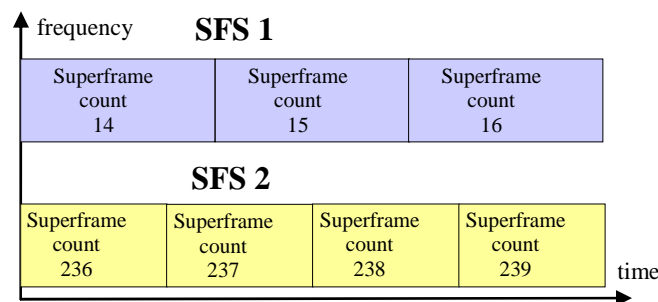 frequency
SFS 1
Superframe count 14
Superframe count 15
Superframe count 16
SFS 2
Superframe count 236
Superframe count 237
Superframe count 238
Superframe count 239
time